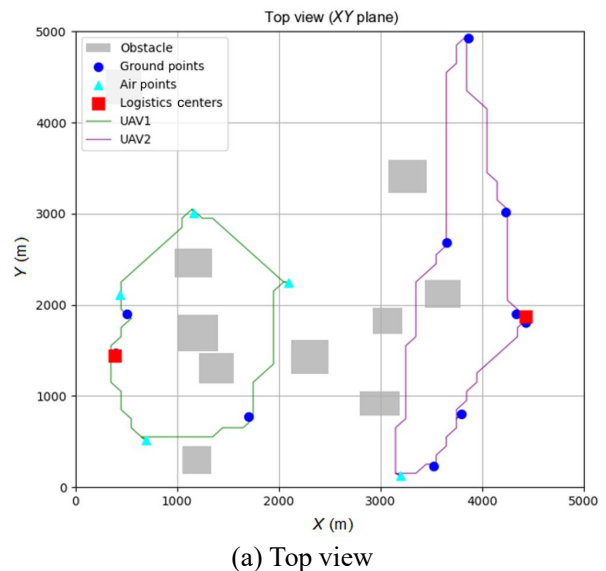 Top view (XY plane)
Obstacle
Ground points
Air points
Logistics centers
UAV1
UAV2
5000
4000
3000
2000
1000
0
Y (m)
0 1000 2000 3000 4000 5000
X (m)
(a) Top view